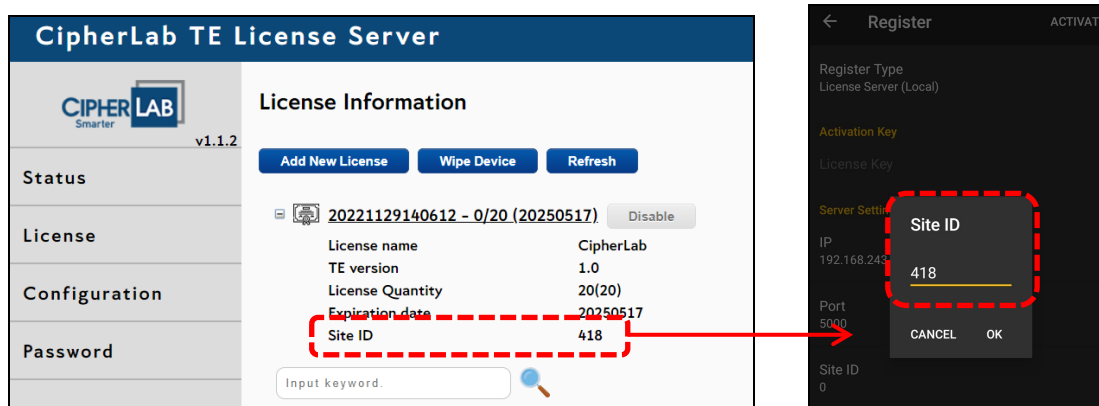 CipherLab TE License Server
CIPHERLAB
Smarter
v1.1.2
Status
License
Configuration
Password
License Information
Add New License Wipe Device Refresh
20221129140612 - 0/20 (20250517) Disable
License name CipherLab
TE version 1.0
License Quantity 20(20)
Expiration date 20250517
Site ID 418
Input keyword.
Register ACTIVAT
Register Type
License Server (Local)
Activation Key
License Key
Server Settin
IP
192.168.243
Port
5000
Site ID
0
Site ID
418
CANCEL OK